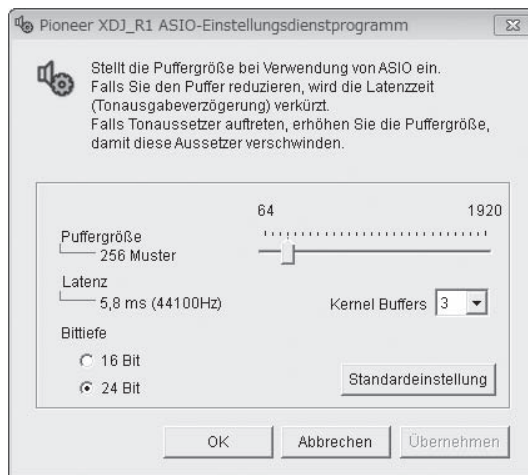 Pioneer XDJ_R1 ASIO-Einstellungsdienstprogramm
Stellt die Puffergröße bei Verwendung von ASIO ein.
Falls Sie den Puffer reduzieren, wird die Latenzzeit
(Tonausgabeverzögerung) verkürzt.
Falls Tonaussetzer auftreten, erhöhen Sie die Puffergröße,
damit diese Aussetzer verschwinden.
64 1920
Puffergröße
256 Muster
Latenz
5,8 ms (44100Hz)
Kernel Buffers 3
Bittiefe
16 Bit
24 Bit
Standardeinstellung
OK Abbrechen Übernehmen